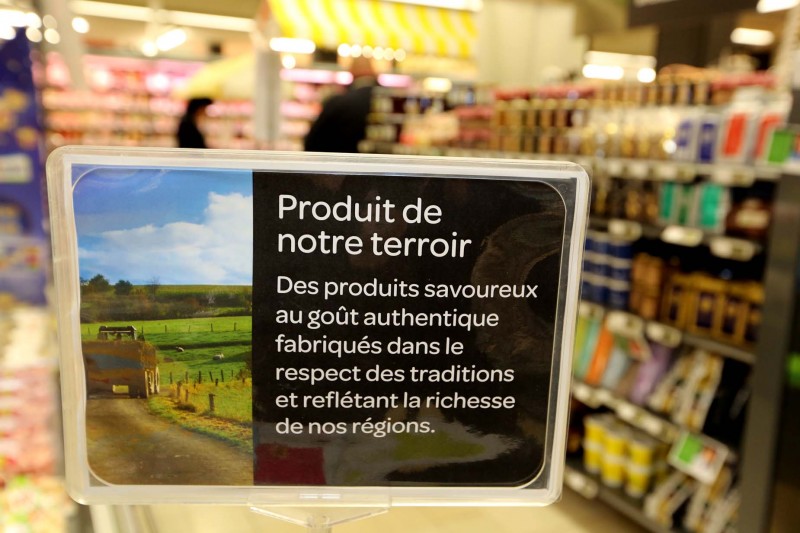 Produit de
notre terroir
Des produits savoureux
au goût authentique
fabriqués dans le
respect des traditions
et reflétant la richesse
de nos régions.